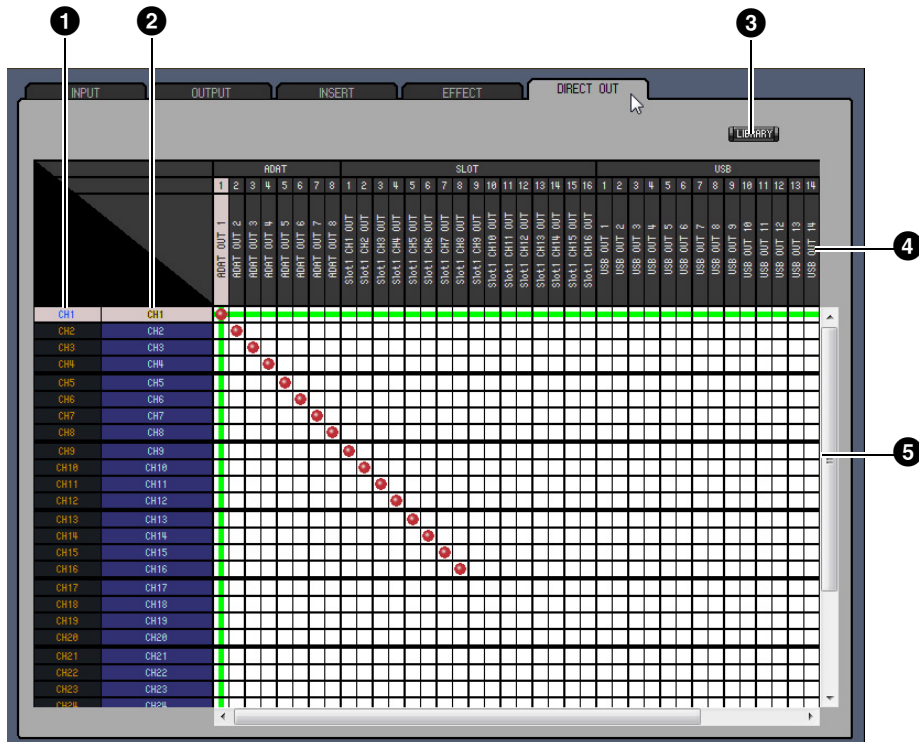 1 2 3
INPUT OUTPUT INSERT EFFECT DIRECT OUT
LIBRARY
ADAT SLOT USB
1 2 3 4 5 6 7 8 1 2 3 4 5 6 7 8 9 10 11 12 13 14 15 16 1 2 3 4 5 6 7 8 9 10 11 12 13 14
ADAT OUT 1
ADAT OUT 2
ADAT OUT 3
ADAT OUT 4
ADAT OUT 5
ADAT OUT 6
ADAT OUT 7
ADAT OUT 8
Slot1 CH1 OUT
Slot1 CH2 OUT
Slot1 CH3 OUT
Slot1 CH4 OUT
Slot1 CH5 OUT
Slot1 CH6 OUT
Slot1 CH7 OUT
Slot1 CH8 OUT
Slot1 CH9 OUT
Slot1 CH10 OUT
Slot1 CH11 OUT
Slot1 CH12 OUT
Slot1 CH13 OUT
Slot1 CH14 OUT
Slot1 CH15 OUT
Slot1 CH16 OUT
USB OUT 1
USB OUT 2
USB OUT 3
USB OUT 4
USB OUT 5
USB OUT 6
USB OUT 7
USB OUT 8
USB OUT 9
USB OUT 10
USB OUT 11
USB OUT 12
USB OUT 13
USB OUT 14
4
CH1 CH1
CH2 CH2
CH3 CH3
CH4 CH4
CH5 CH5
CH6 CH6
CH7 CH7
CH8 CH8
CH9 CH9
5
CH10 CH10
CH11 CH11
CH12 CH12
CH13 CH13
CH14 CH14
CH15 CH15
CH16 CH16
CH17 CH17
CH18 CH18
CH19 CH19
CH20 CH20
CH21 CH21
CH22 CH22
CH23 CH23
CH24 CH24